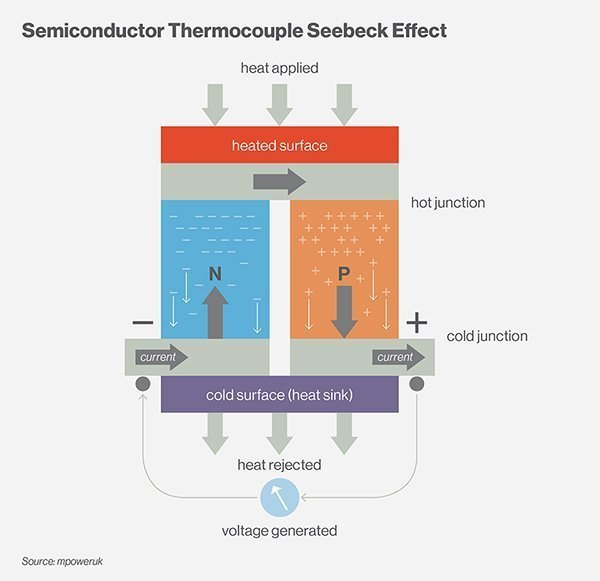 Semiconductor Thermocouple Seebeck Effect
heat applied
heated surface
hot junction
N
P
−
+
cold junction
current
current
cold surface (heat sink)
heat rejected
voltage generated
Source: mpoweruk